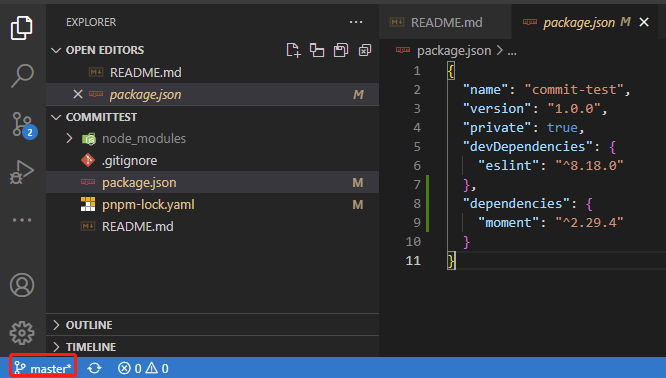 EXPLORER
OPEN EDITORS
README.md
package.json M
COMMITTEST
node_modules
.gitignore
package.json M
pnpm-lock.yaml M
README.md
OUTLINE
TIMELINE
2
README.md package.json M
package.json > ...
1 {
2 "name": "commit-test",
3 "version": "1.0.0",
4 "private": true,
5 "devDependencies": {
6 "eslint": "^8.18.0"
7 },
8 "dependencies": {
9 "moment": "^2.29.4"
10 }
11 }
master* 0 0